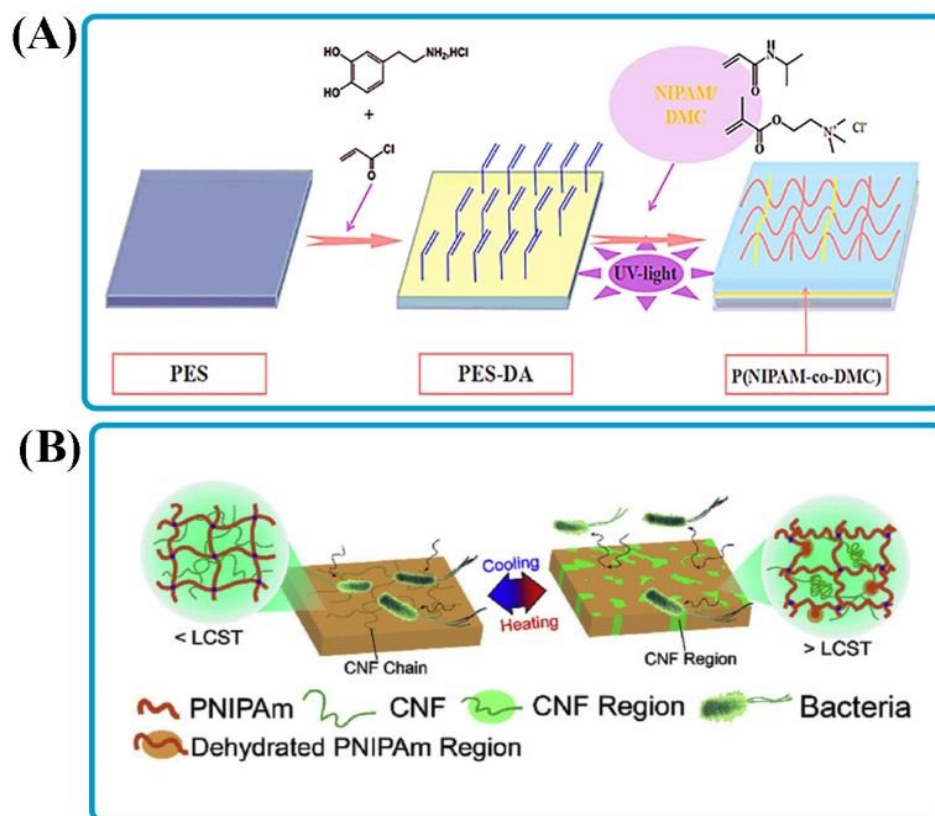 (A)
HO
HO
NH2.HCl
+
Cl
O
NIPAM/
DMC
H
N
O
O
O
N+
Cl-
UV-light
PES
PES-DA
P(NIPAM-co-DMC)
(B)
Cooling
Heating
< LCST
CNF Chain
CNF Region
> LCST
PNIPAm
CNF
CNF Region
Bacteria
Dehydrated PNIPAm Region